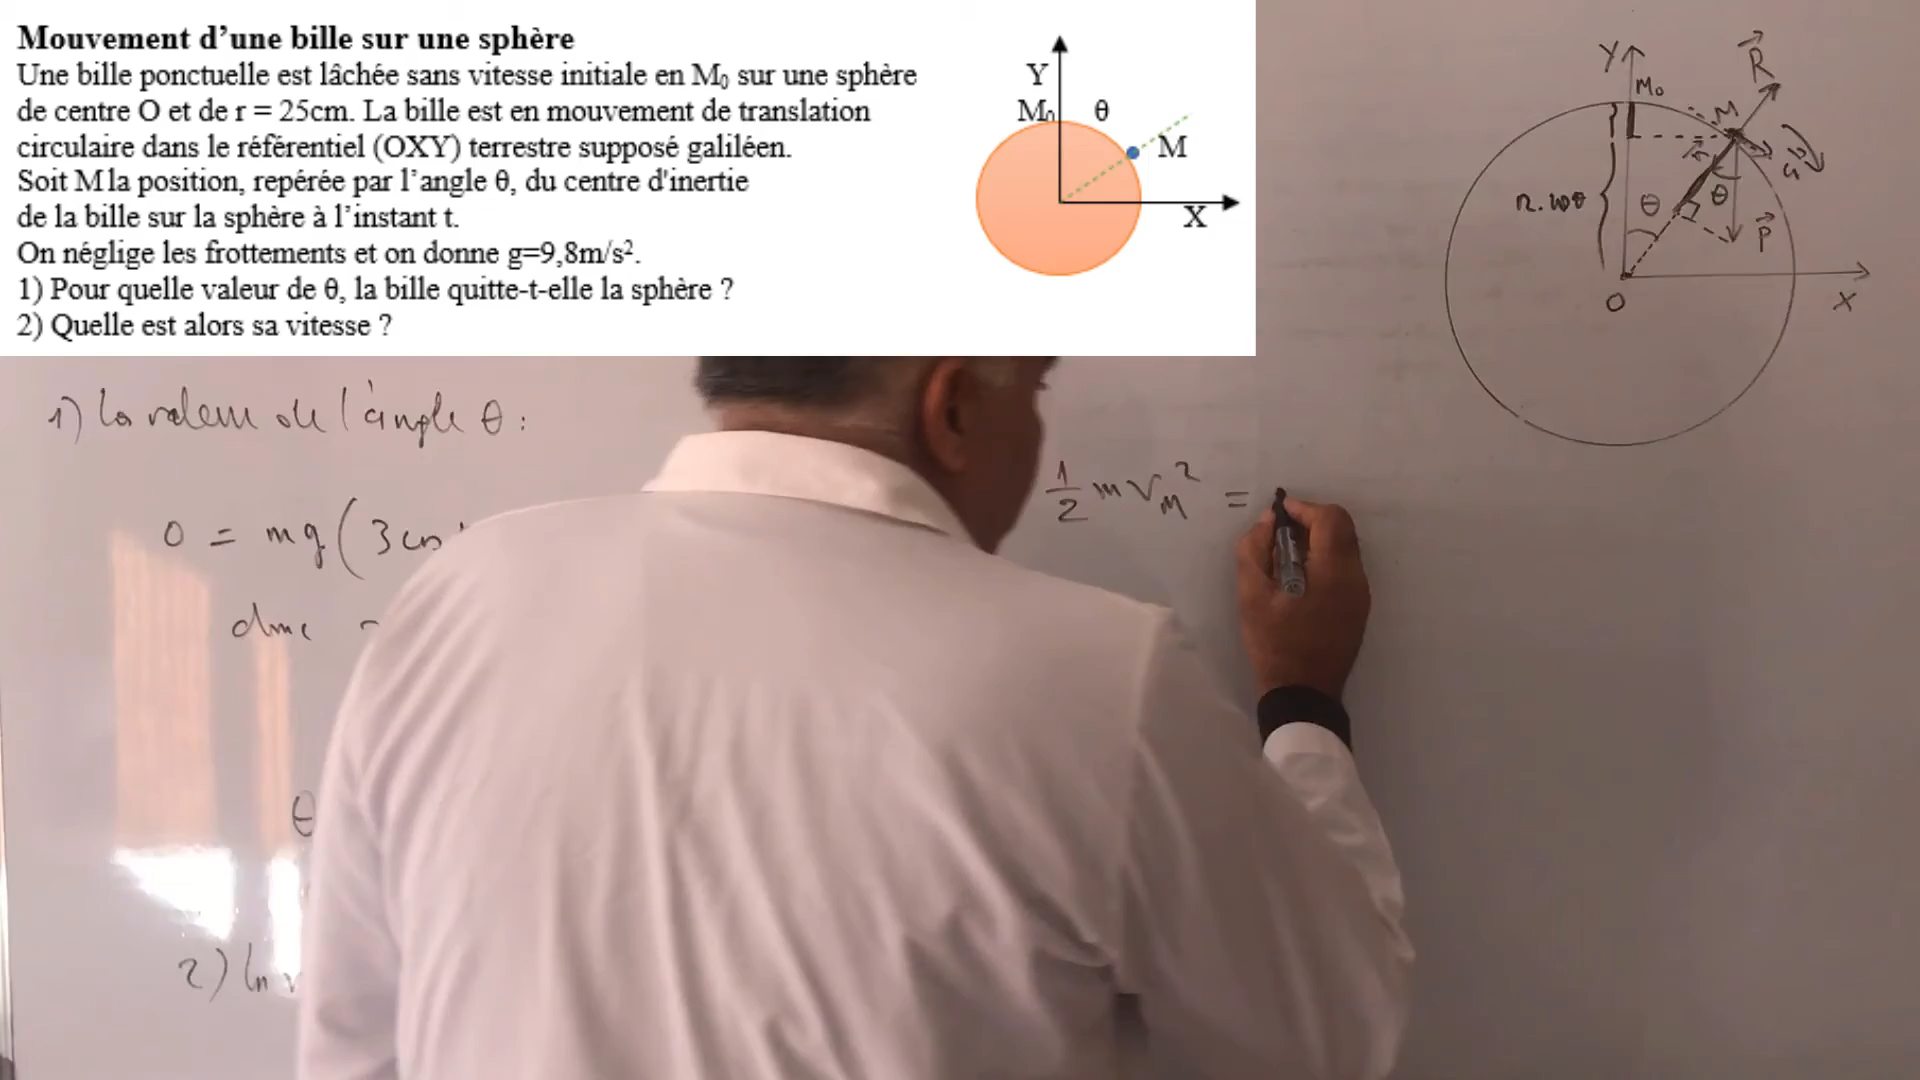 Mouvement d’une bille sur une sphère
Une bille ponctuelle est lâchée sans vitesse initiale en M₀ sur une sphère
de centre O et de r = 25cm. La bille est en mouvement de translation
circulaire dans le référentiel (OXY) terrestre supposé galiléen.
Soit M la position, repérée par l’angle θ, du centre d'inertie
de la bille sur la sphère à l’instant t.
On néglige les frottements et on donne g=9,8m/s².
1) Pour quelle valeur de θ, la bille quitte-t-elle la sphère ?
2) Quelle est alors sa vitesse ?
Y
M₀ θ
M
X
Y
M₀
M
R⃗
r.cosθ
θ
θ
P⃗
O
X
1) la valeur de l'angle θ :
0 = mg(3cos
donc
θ
2)
½ m V_M² =